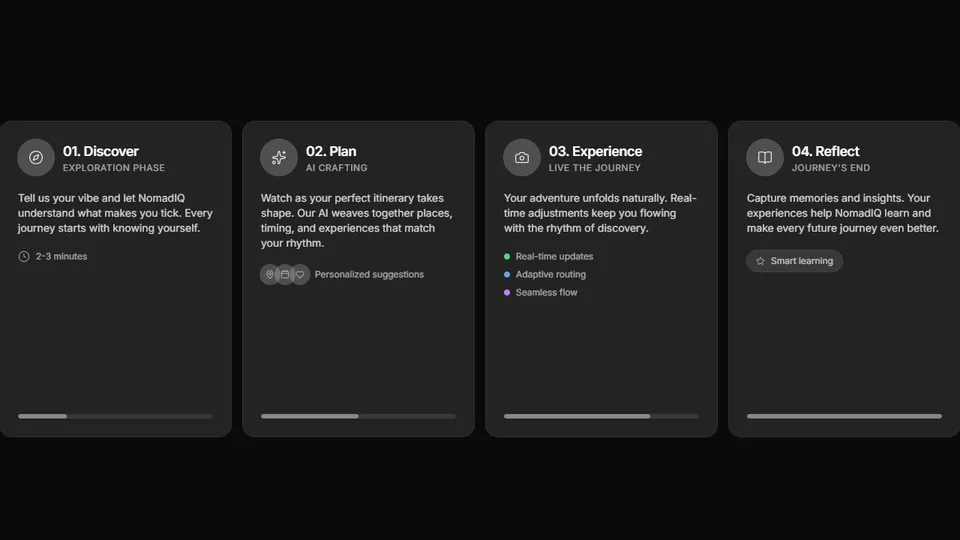 01. Discover
EXPLORATION PHASE
Tell us your vibe and let NomadIQ
understand what makes you tick. Every
journey starts with knowing yourself.
2-3 minutes
02. Plan
AI CRAFTING
Watch as your perfect itinerary takes
shape. Our AI weaves together places,
timing, and experiences that match
your rhythm.
Personalized suggestions
03. Experience
LIVE THE JOURNEY
Your adventure unfolds naturally. Real-
time adjustments keep you flowing
with the rhythm of discovery.
Real-time updates
Adaptive routing
Seamless flow
04. Reflect
JOURNEY'S END
Capture memories and insights. Your
experiences help NomadIQ learn and
make every future journey even better.
Smart learning